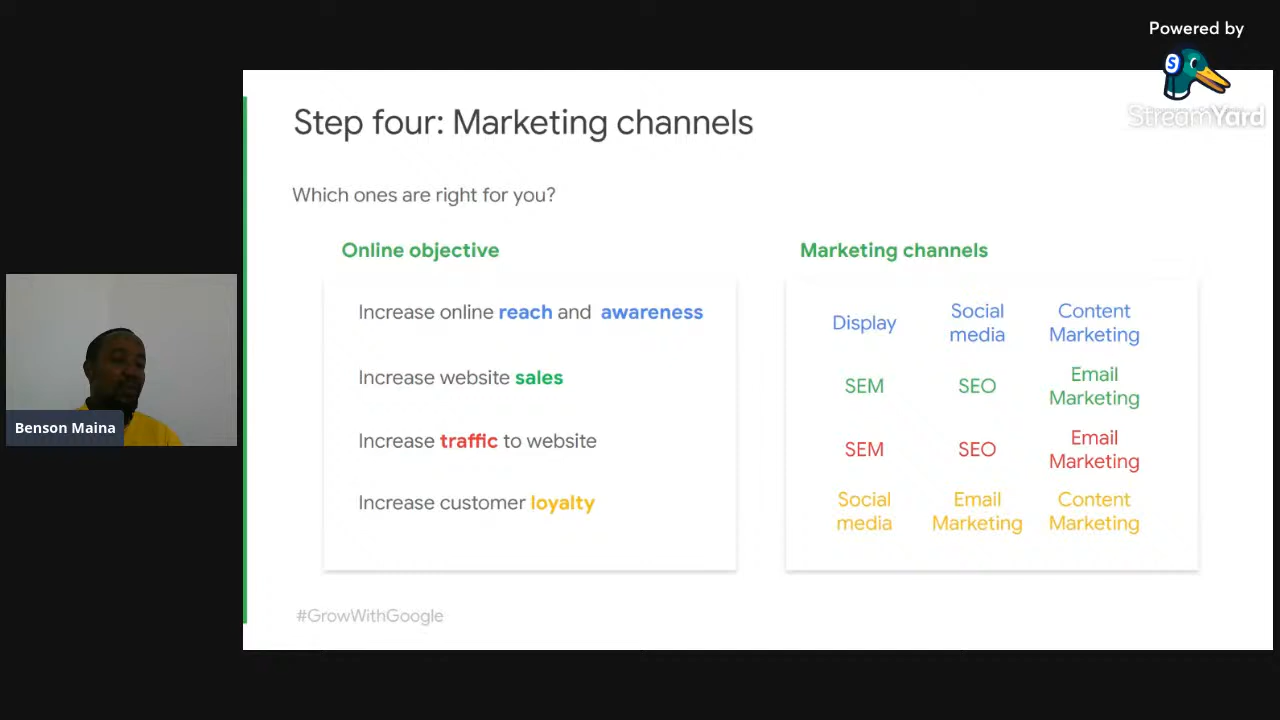 Powered by
StreamYard
Step four: Marketing channels
Which ones are right for you?
Online objective
Increase online reach and awareness
Increase website sales
Increase traffic to website
Increase customer loyalty
Marketing channels
Display
Social
media
Content
Marketing
SEM
SEO
Email
Marketing
SEM
SEO
Email
Marketing
Social
media
Email
Marketing
Content
Marketing
Benson Maina
#GrowWithGoogle